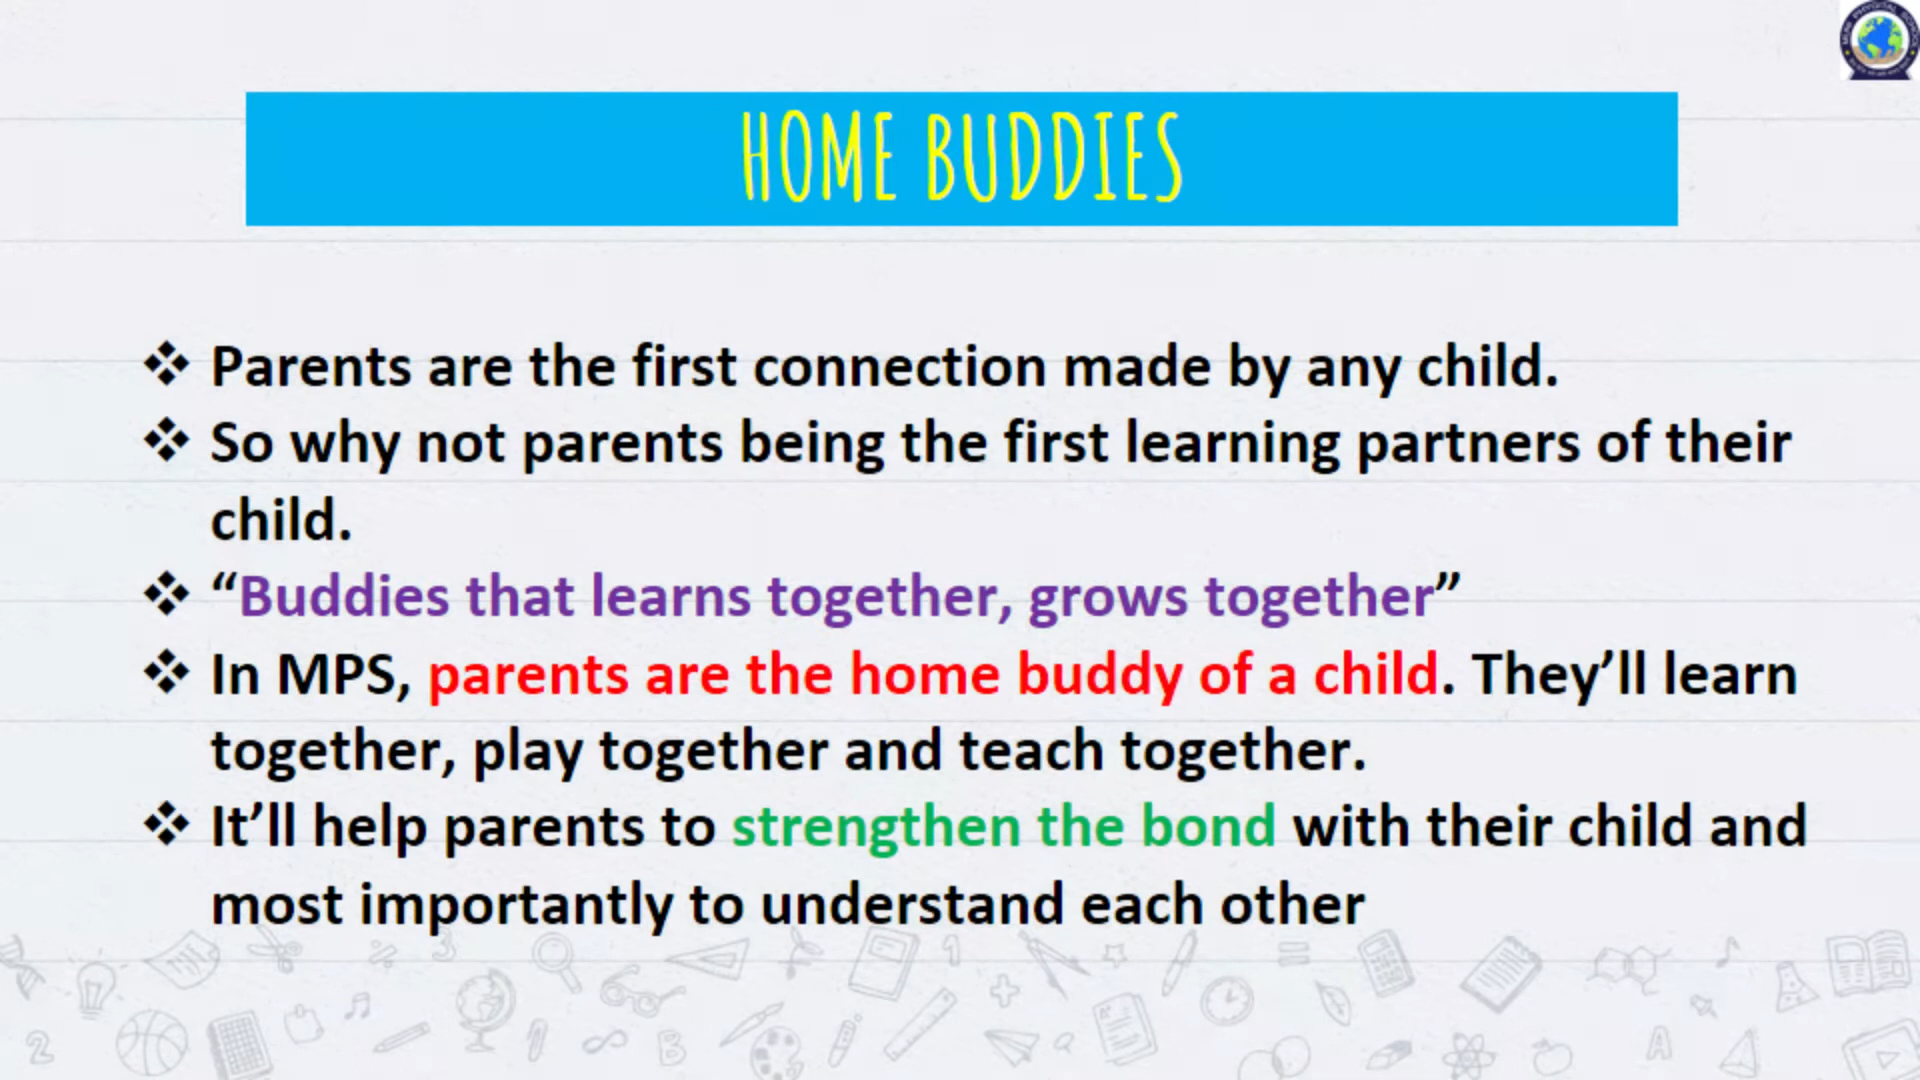 HOME BUDDIES
❖ Parents are the first connection made by any child.
❖ So why not parents being the first learning partners of their
child.
❖ “Buddies that learns together, grows together”
❖ In MPS, parents are the home buddy of a child. They’ll learn
together, play together and teach together.
❖ It’ll help parents to strengthen the bond with their child and
most importantly to understand each other